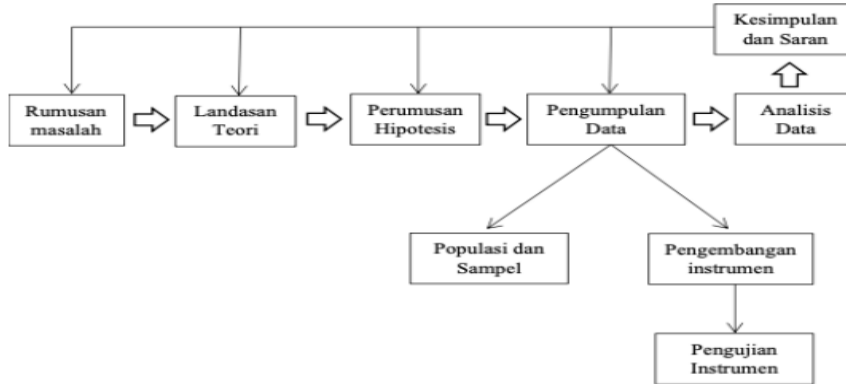 Kesimpulan
dan Saran
Rumusan
masalah
Landasan
Teori
Perumusan
Hipotesis
Pengumpulan
Data
Analisis
Data
Populasi dan
Sampel
Pengembangan
instrumen
Pengujian
Instrumen